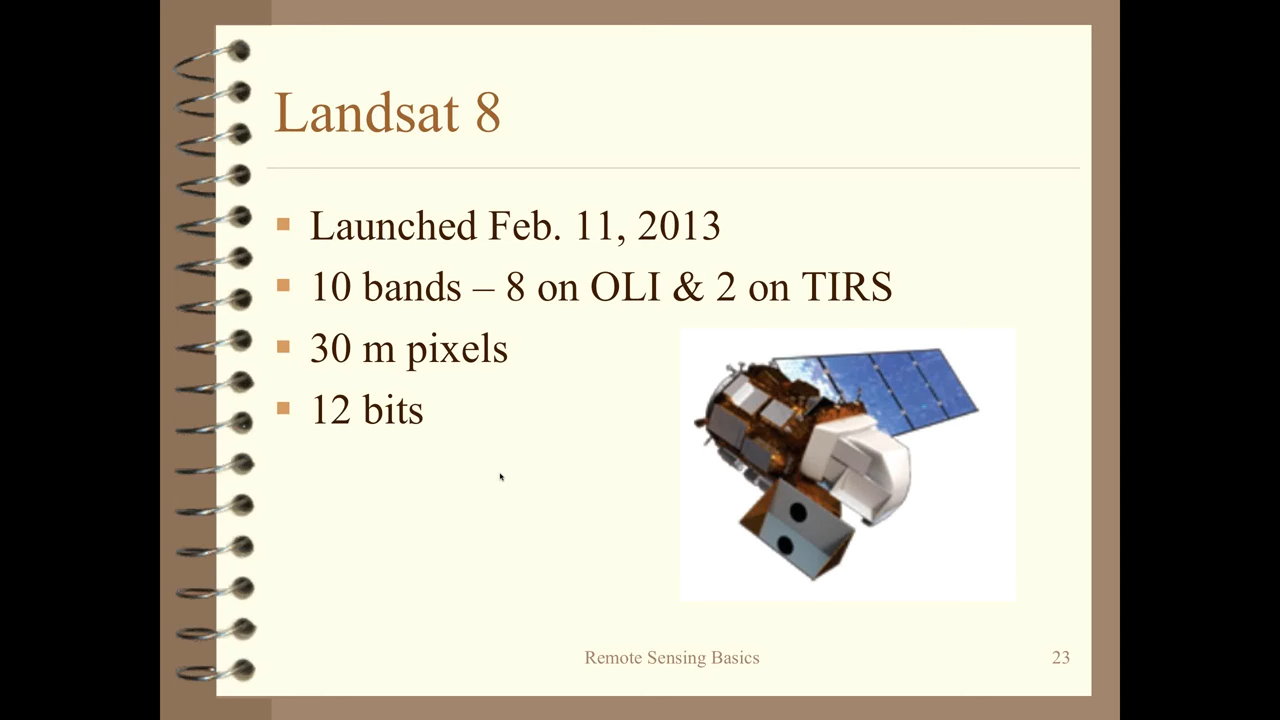 Landsat 8
Launched Feb. 11, 2013
10 bands – 8 on OLI & 2 on TIRS
30 m pixels
12 bits
Remote Sensing Basics
23